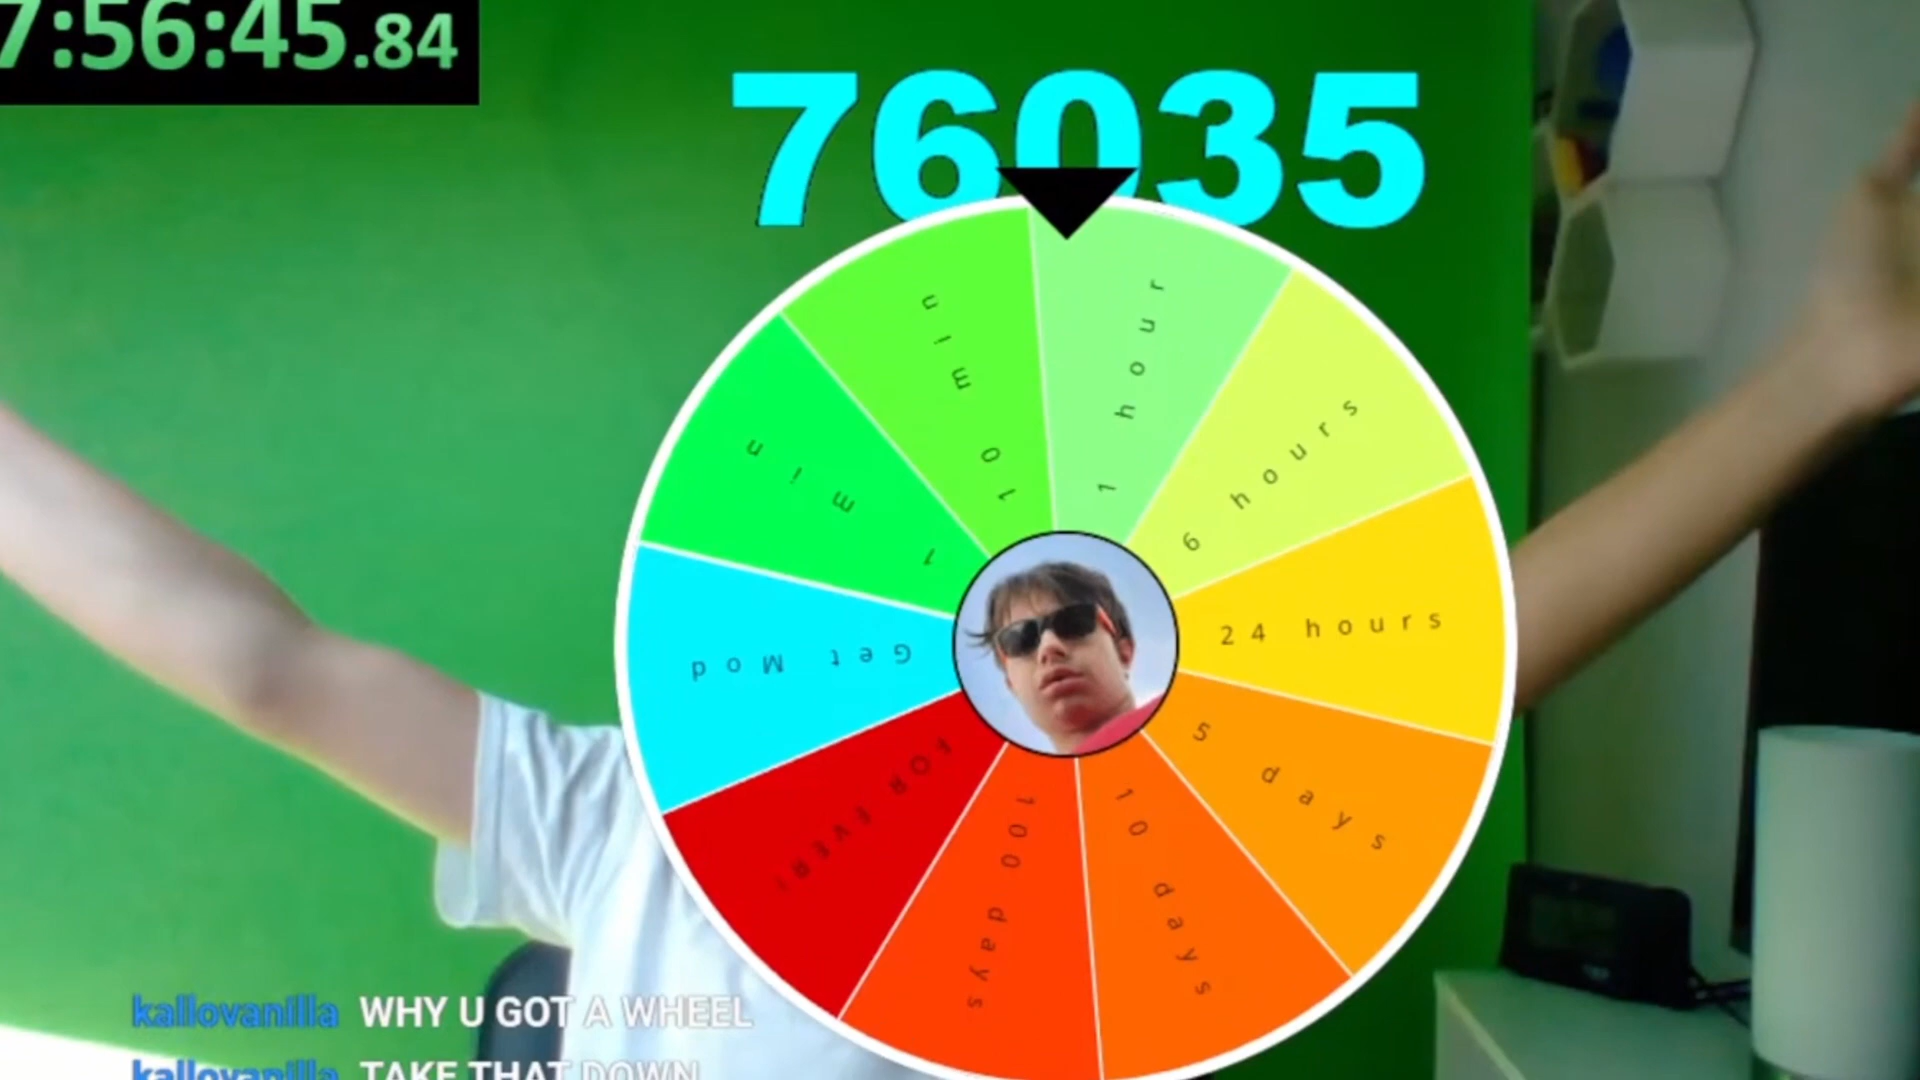 7:56:45.84
76035
1 hour
6 hours
24 hours
5 days
10 days
100 days
FOR EVER!
Get Mod
1 min
10 min
kallovanilla WHY U GOT A WHEEL
kallovanilla TAKE THAT DOWN